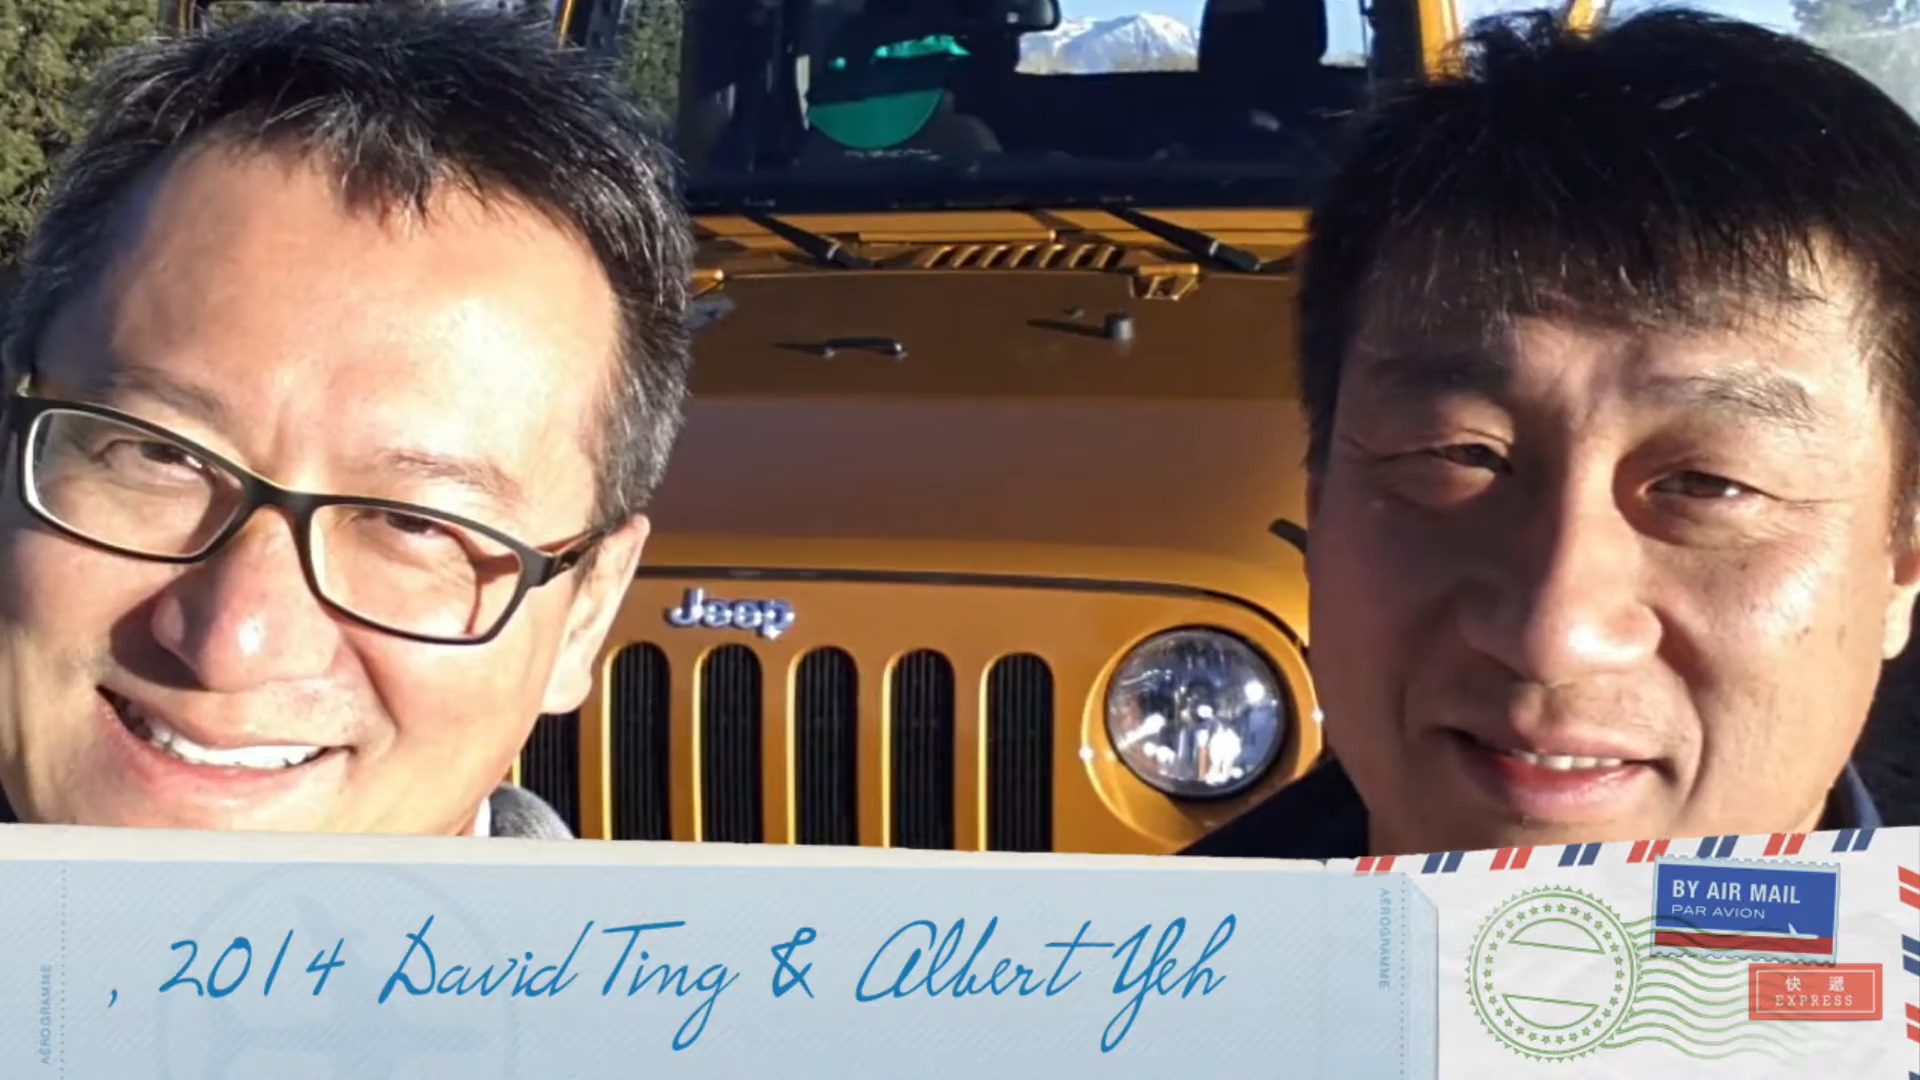 Jeep
, 2014 David Ting & Albert Yeh
AÉROGRAMME
AÉROGRAMME
BY AIR MAIL
PAR AVION
快 遞
EXPRESS